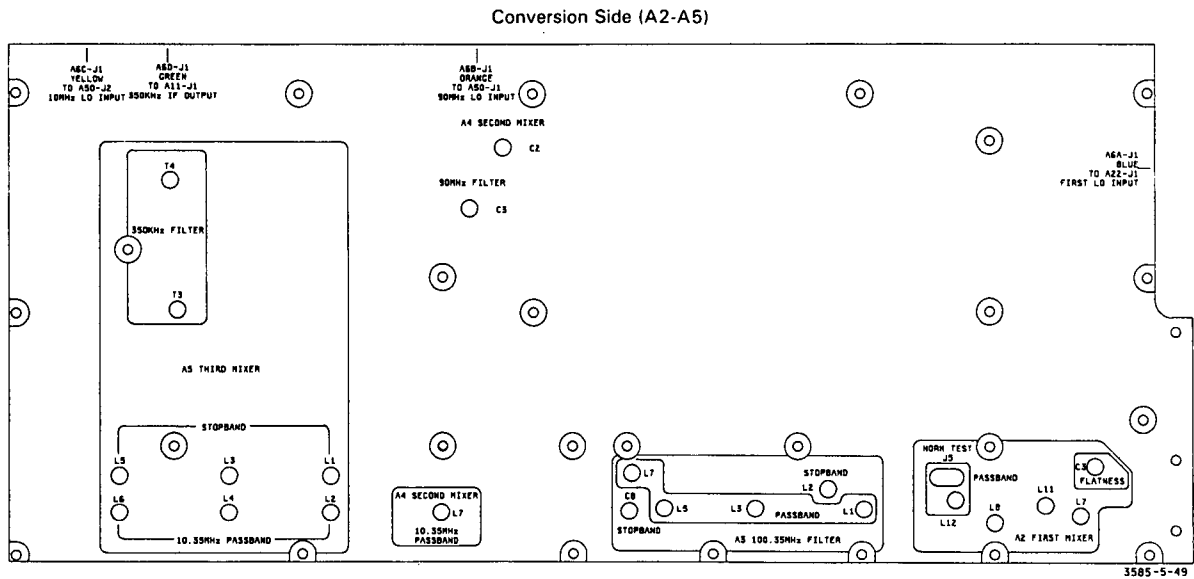 Conversion Side (A2-A5)
A6C-J1
YELLOW
TO A50-J2
10MHz LO INPUT
A6D-J1
GREEN
TO A11-J1
350KHz IF OUTPUT
A6B-J1
ORANGE
TO A50-J1
90MHz LO INPUT
A4 SECOND MIXER
C2
90MHz FILTER
C3
A6A-J1
BLUE
TO A22-J1
FIRST LO INPUT
T4
350KHz FILTER
T3
A5 THIRD MIXER
STOPBAND
L5
L3
L1
L6
L4
L2
10.35MHz PASSBAND
A4 SECOND MIXER
L7
10.35MHz
PASSBAND
L7
STOPBAND
L2
C8
L5
L3
PASSBAND
L1
STOPBAND
A3 100.35MHz FILTER
NORM TEST
J5
PASSBAND
C3
FLATNESS
L12
L8
L11
L7
A2 FIRST MIXER
3585-5-49